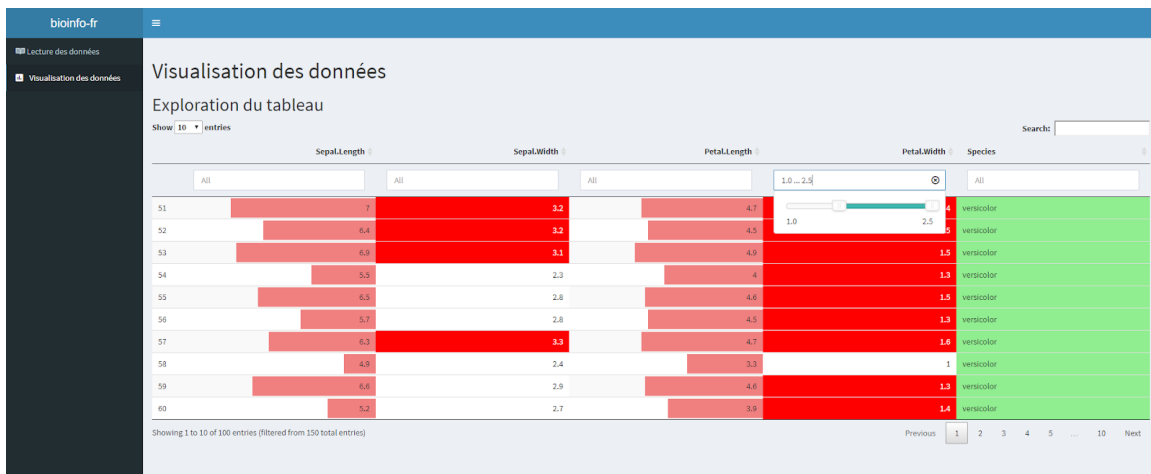 bioinfo-fr
Lecture des données
Visualisation des données
Visualisation des données
Exploration du tableau
Show 10 entries
Search:
Sepal.Length Sepal.Width Petal.Length Petal.Width Species
All All All 1.0 ... 2.5 All
1.0 2.5
51 7 3.2 4.7 4 versicolor
52 6.4 3.2 4.5 5 versicolor
53 6.9 3.1 4.9 1.5 versicolor
54 5.5 2.3 4 1.3 versicolor
55 6.5 2.8 4.6 1.5 versicolor
56 5.7 2.8 4.5 1.3 versicolor
57 6.3 3.3 4.7 1.6 versicolor
58 4.9 2.4 3.3 1 versicolor
59 6.6 2.9 4.6 1.3 versicolor
60 5.2 2.7 3.9 1.4 versicolor
Showing 1 to 10 of 100 entries (filtered from 150 total entries)
Previous 1 2 3 4 5 ... 10 Next